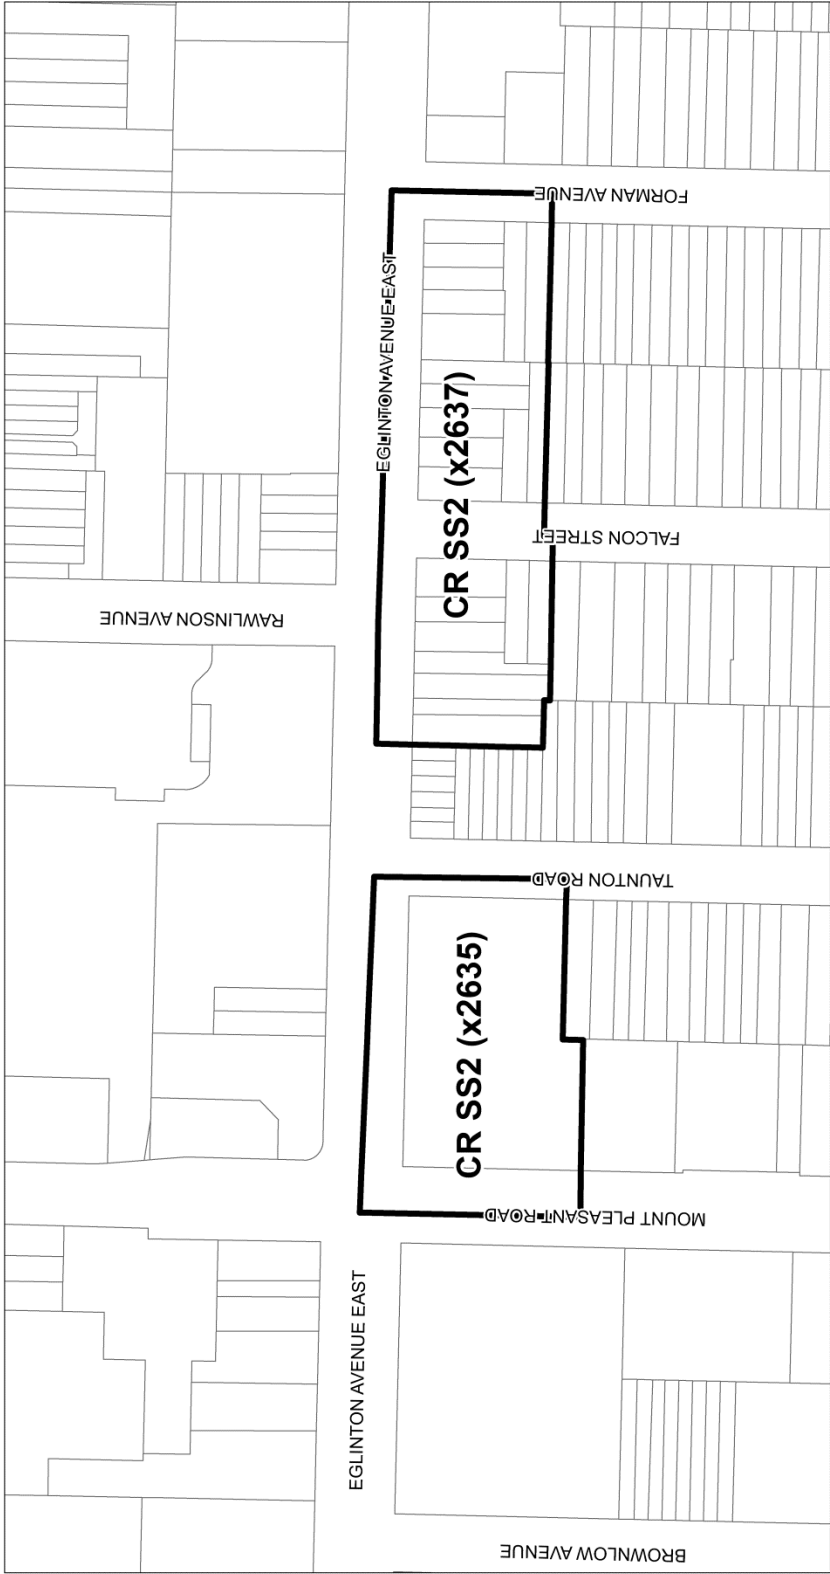 FORMAN AVENUE
EGLINTON AVENUE EAST
CR SS2 (x2637)
FALCON STREET
RAWLINSON AVENUE
TAUNTON ROAD
CR SS2 (x2635)
MOUNT PLEASANT ROAD
EGLINTON AVENUE EAST
BROWNLOW AVENUE